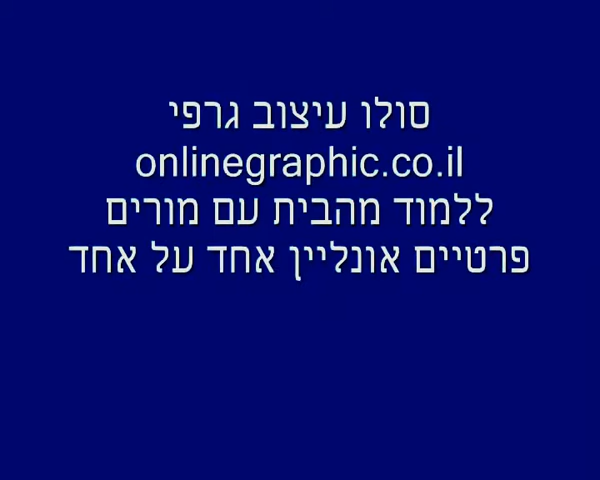 סולו עיצוב גרפי
onlinegraphic.co.il
ללמוד מהבית עם מורים
פרטיים אונליין אחד על אחד